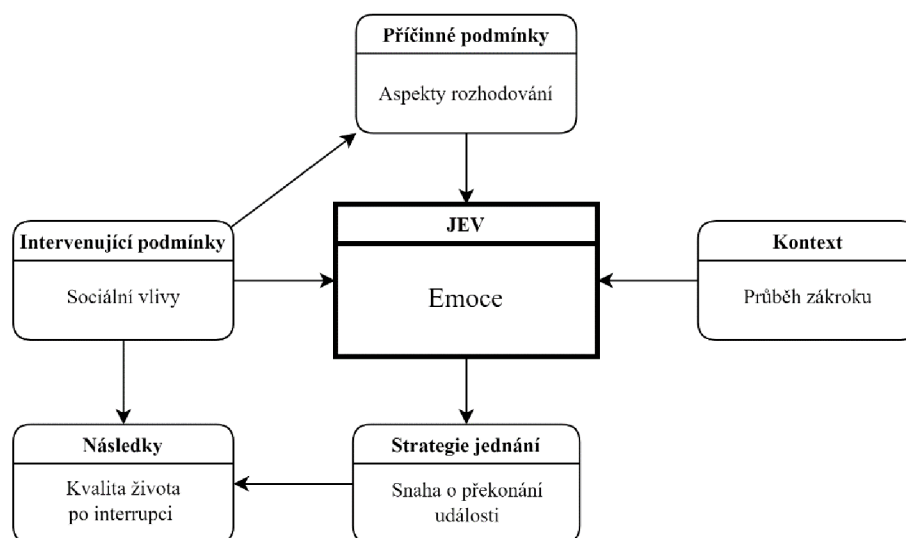 Příčinné podmínky
Aspekty rozhodování
Intervenující podmínky
Sociální vlivy
JEV
Emoce
Kontext
Průběh zákroku
Následky
Kvalita života
po interrupci
Strategie jednání
Snaha o překonání
události